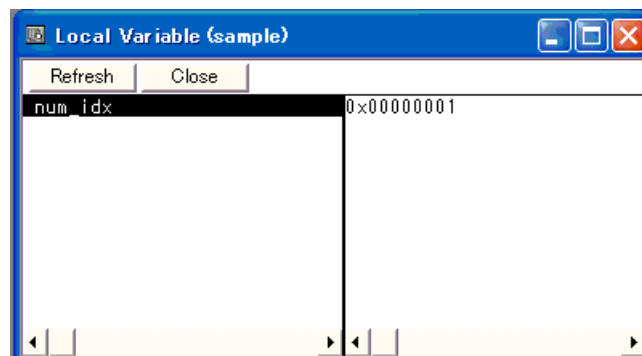 Local Variable (sample)
Refresh Close
num_idx 0x00000001